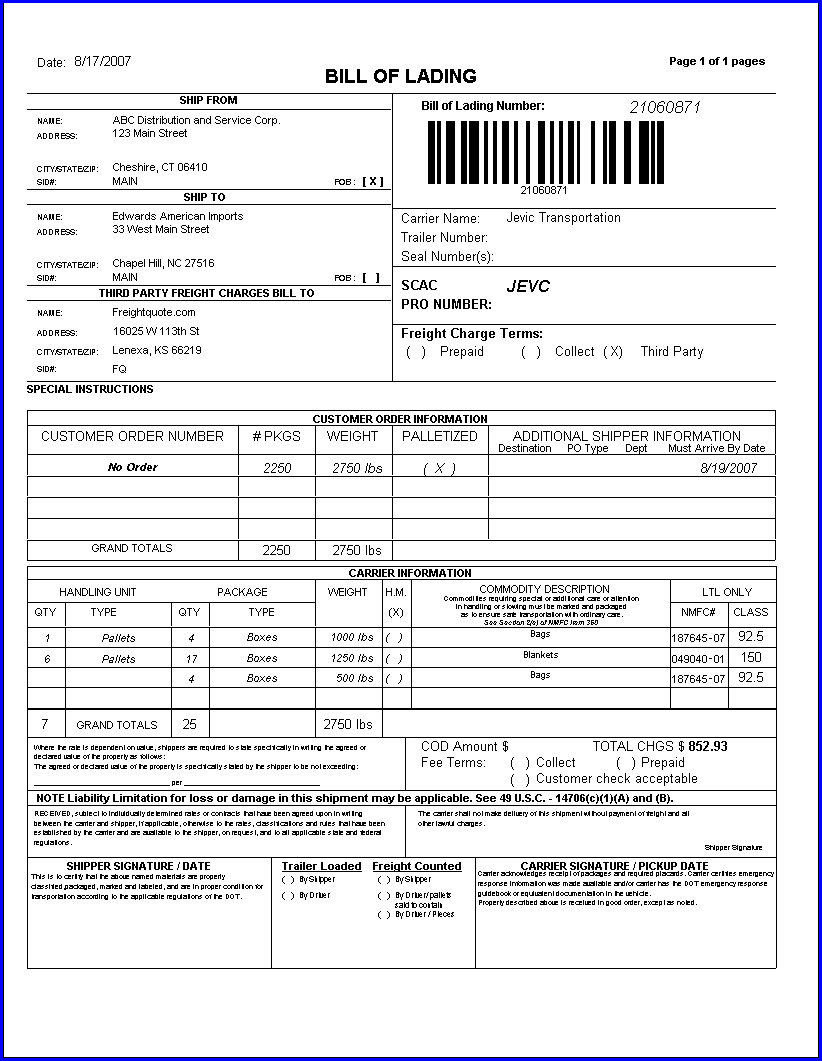 Date: 8/17/2007
Page 1 of 1 pages
BILL OF LADING
SHIP FROM
NAME: ABC Distribution and Service Corp.
ADDRESS: 123 Main Street
CITY/STATE/ZIP: Cheshire, CT 06410
SID#: MAIN FOB: [ X ]
SHIP TO
NAME: Edwards American Imports
ADDRESS: 33 West Main Street
CITY/STATE/ZIP: Chapel Hill, NC 27516
SID#: MAIN FOB: [ ]
THIRD PARTY FREIGHT CHARGES BILL TO
NAME: Freightquote.com
ADDRESS: 16025 W 113th St
CITY/STATE/ZIP: Lenexa, KS 66219
SID#: FQ
Bill of Lading Number: 21060871
21060871
Carrier Name: Jevic Transportation
Trailer Number:
Seal Number(s):
SCAC JEVC
PRO NUMBER:
Freight Charge Terms:
( ) Prepaid ( ) Collect ( X) Third Party
SPECIAL INSTRUCTIONS
CUSTOMER ORDER INFORMATION
CUSTOMER ORDER NUMBER # PKGS WEIGHT PALLETIZED ADDITIONAL SHIPPER INFORMATION
Destination PO Type Dept Must Arrive By Date
No Order 2250 2750 lbs ( X ) 8/19/2007
GRAND TOTALS 2250 2750 lbs
CARRIER INFORMATION
HANDLING UNIT PACKAGE WEIGHT H.M. COMMODITY DESCRIPTION LTL ONLY
Commodities requiring special or additional care or attention
in handling or stowing must be marked and packaged
as to ensure safe transportation with ordinary care.
See Section 2(e) of NMFC Item 360
QTY TYPE QTY TYPE (X) NMFC# CLASS
1 Pallets 4 Boxes 1000 lbs ( ) Bags 187645-07 92.5
6 Pallets 17 Boxes 1250 lbs ( ) Blankets 049040-01 150
4 Boxes 500 lbs ( ) Bags 187645-07 92.5
7 GRAND TOTALS 25 2750 lbs
Where the rate is dependent on value, shippers are required to state specifically in writing the agreed or
declared value of the property as follows:
The agreed or declared value of the property is specifically stated by the shipper to be not exceeding:
____________ per ____________
COD Amount $ TOTAL CHGS $ 852.93
Fee Terms: ( ) Collect ( ) Prepaid
( ) Customer check acceptable
NOTE Liability Limitation for loss or damage in this shipment may be applicable. See 49 U.S.C. - 14706(c)(1)(A) and (B).
RECEIVED, subject to individually determined rates or contracts that have been agreed upon in writing
between the carrier and shipper, if applicable, otherwise to the rates, classifications and rules that have been
established by the carrier and are available to the shipper, on request, and to all applicable state and federal
regulations.
The carrier shall not make delivery of this shipment without payment of freight and all
other lawful charges.
Shipper Signature
SHIPPER SIGNATURE / DATE
This is to certify that the above named materials are properly
classified,packaged, marked and labeled, and are in proper condition for
transportation according to the applicable regulations of the DOT.
Trailer Loaded
( ) By Shipper
( ) By Driver
Freight Counted
( ) By Shipper
( ) By Driver/pallets
said to contain
( ) By Driver / Pieces
CARRIER SIGNATURE / PICKUP DATE
Carrier acknowledges receipt of packages and required placards. Carrier certifies emergency
response information was made available and/or carrier has the DOT emergency response
guidebook or equivalent documentation in the vehicle.
Properly described above is received in good order, except as noted.